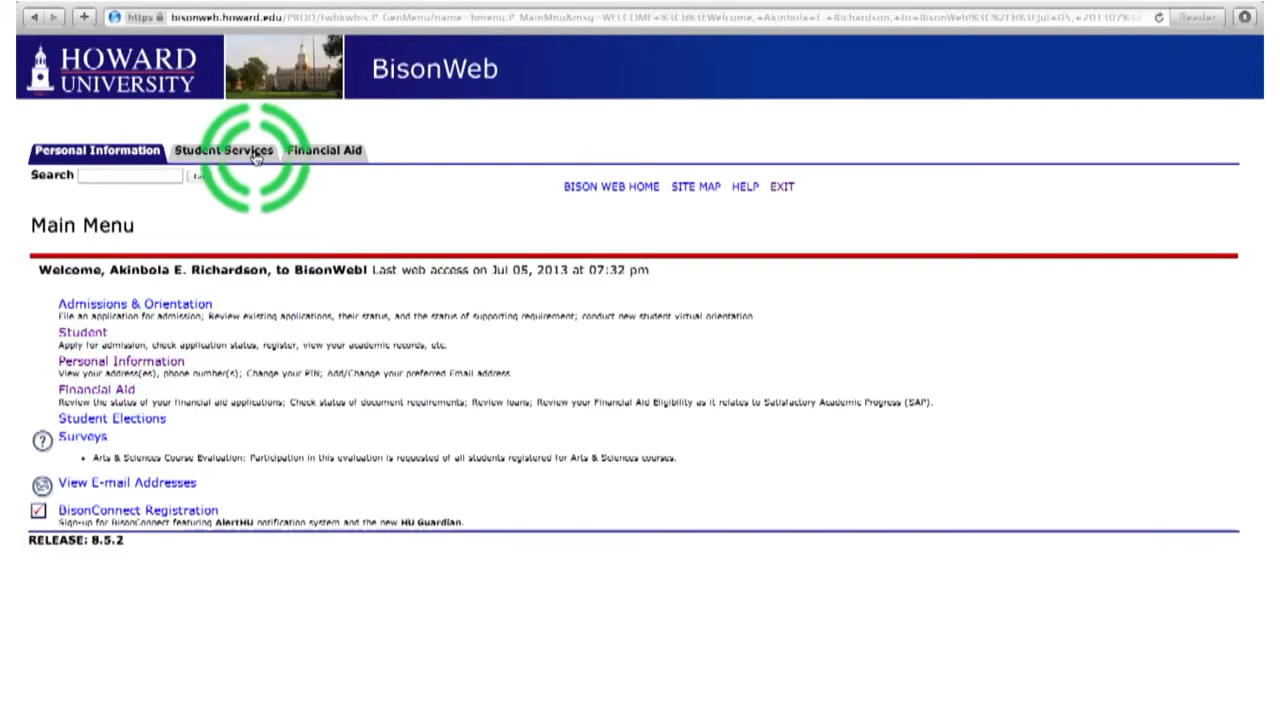 https bisonweb.howard.edu/PROD/twbkwbis.P_GenMenu?name=bmenu.P_MainMnu&msg=WELCOME+ Reader
HOWARD
UNIVERSITY
BisonWeb
Personal Information Student Services Financial Aid
Search
BISON WEB HOME SITE MAP HELP EXIT
Main Menu
Welcome, Akinbola E. Richardson, to BisonWeb! Last web access on Jul 05, 2013 at 07:32 pm
Admissions & Orientation
File an application for admission; Review existing applications, their status, and the status of supporting requirement; conduct new student virtual orientation
Student
Apply for admission, check application status, register, view your academic records, etc.
Personal Information
View your address(es), phone number(s); Change your PIN; Add/Change your preferred Email address
Financial Aid
Review the status of your financial aid applications; Check status of document requirements; Review loans; Review your Financial Aid Eligibility as it relates to Satisfactory Academic Progress (SAP).
Student Elections
? Surveys
• Arts & Sciences Course Evaluation: Participation in this evaluation is requested of all students registered for Arts & Sciences courses.
View E-mail Addresses
BisonConnect Registration
Sign-up for BisonConnect featuring AlertHU notification system and the new HU Guardian.
RELEASE: 8.5.2